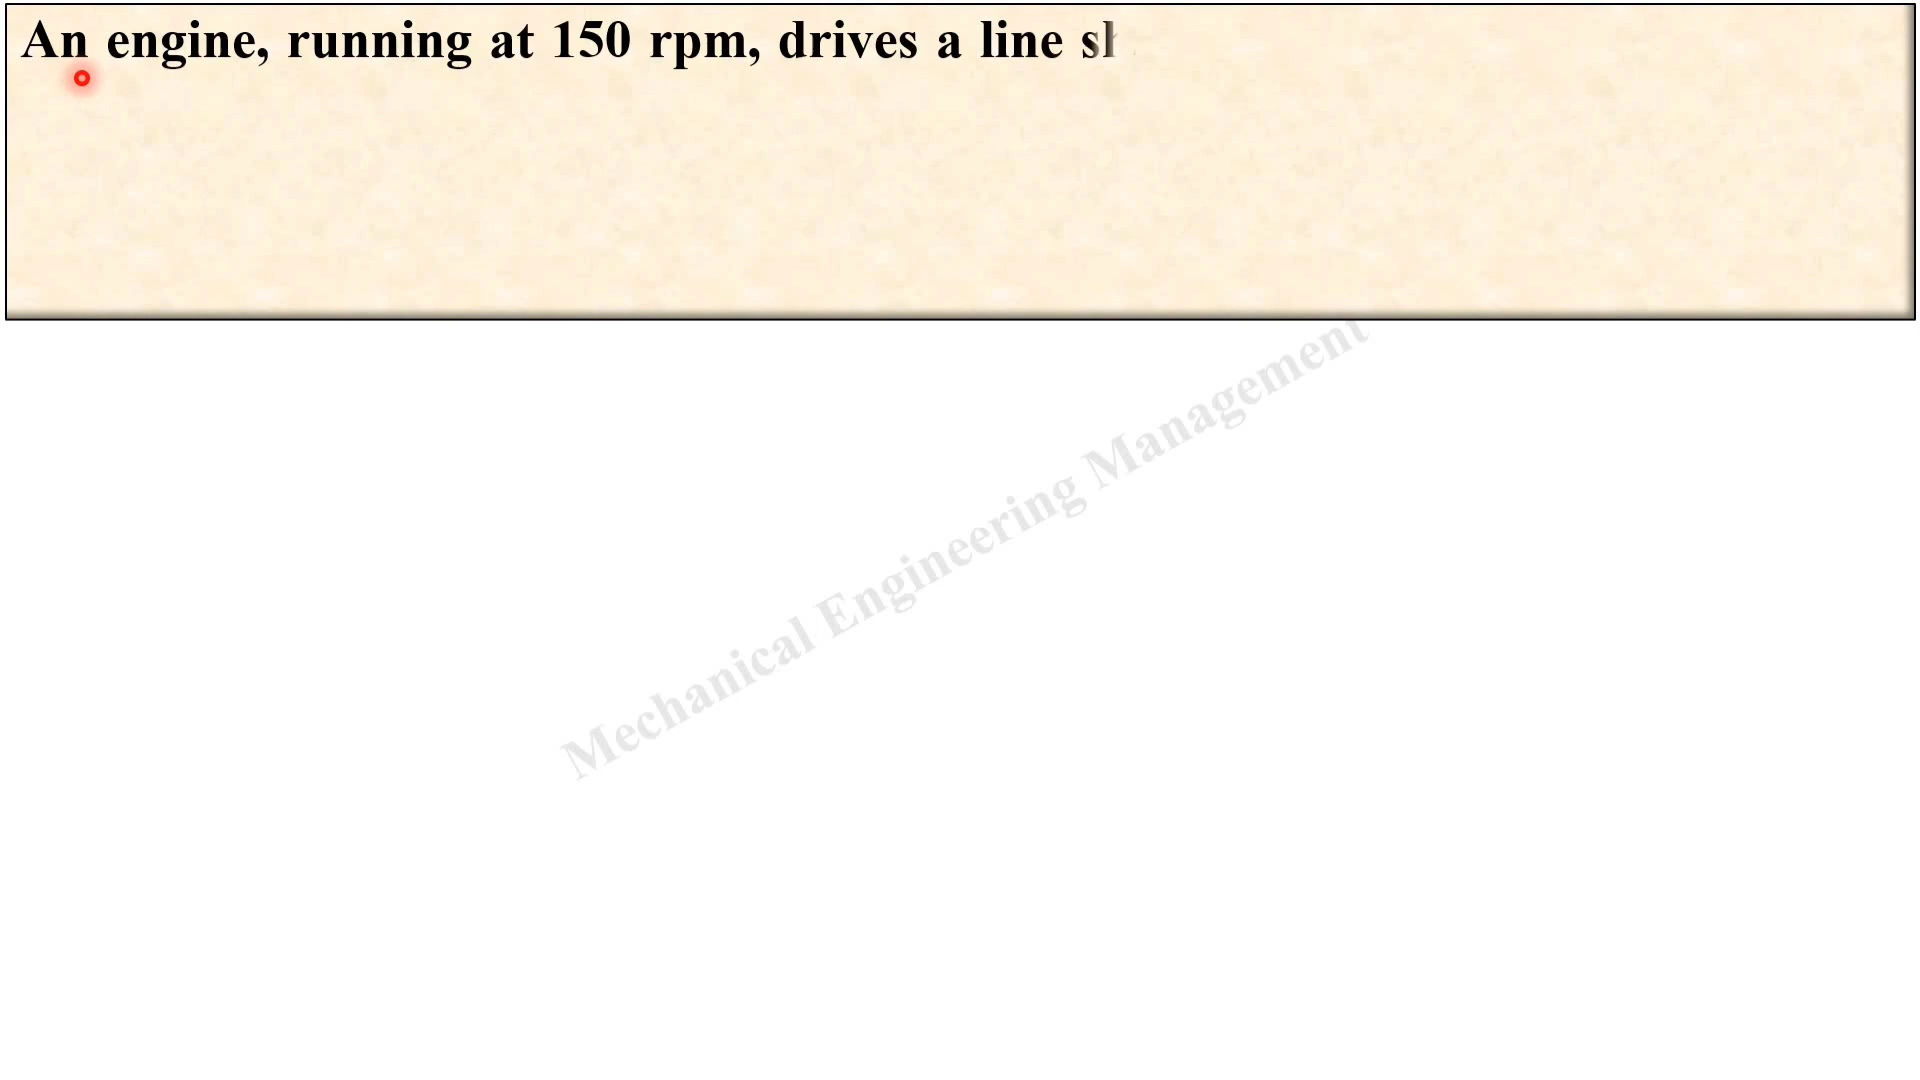 An engine, running at 150 rpm, drives a line
Mechanical Engineering Management